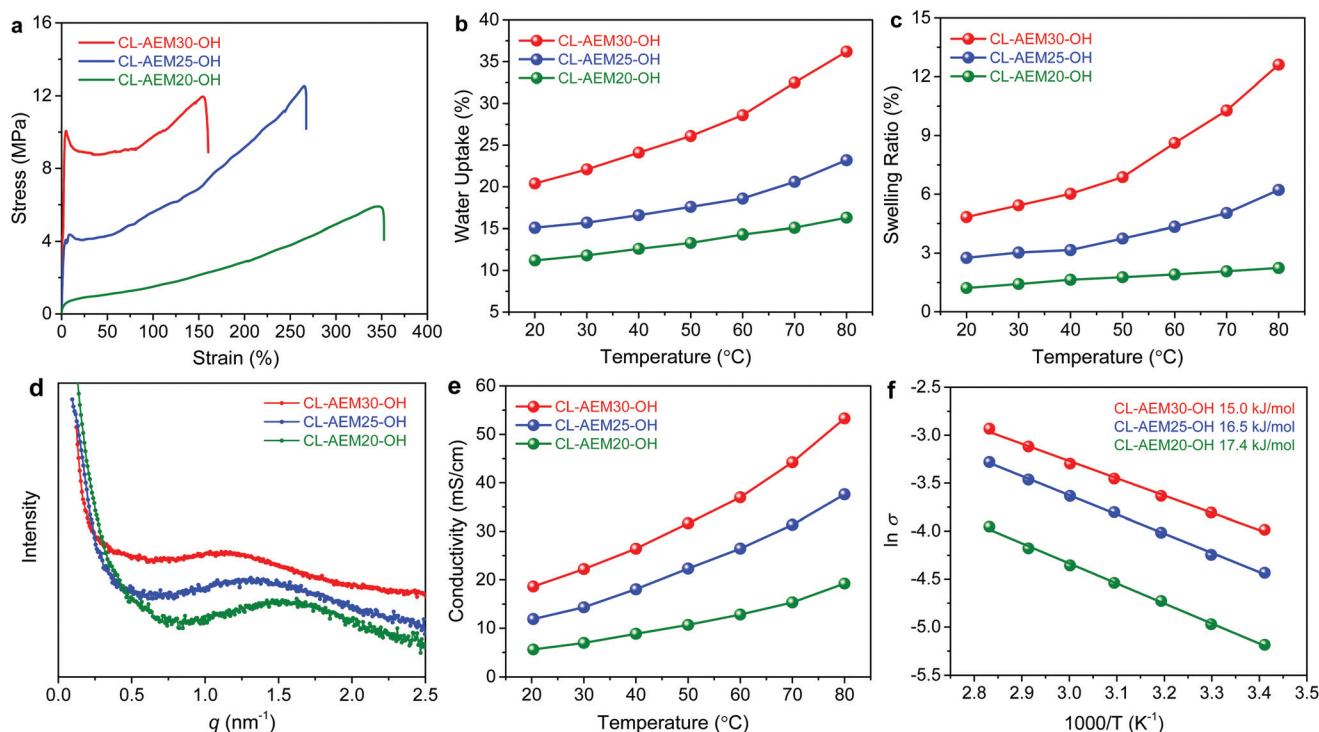 a
CL-AEM30-OH
CL-AEM25-OH
CL-AEM20-OH
Stress (MPa)
16
12
8
4
0
0 50 100 150 200 250 300 350 400
Strain (%)
b
CL-AEM30-OH
CL-AEM25-OH
CL-AEM20-OH
Water Uptake (%)
40
35
30
25
20
15
10
5
20 30 40 50 60 70 80
Temperature (°C)
c
CL-AEM30-OH
CL-AEM25-OH
CL-AEM20-OH
Swelling Ratio (%)
15
12
9
6
3
0
20 30 40 50 60 70 80
Temperature (°C)
d
CL-AEM30-OH
CL-AEM25-OH
CL-AEM20-OH
Intensity
0.0 0.5 1.0 1.5 2.0 2.5
q (nm⁻¹)
e
CL-AEM30-OH
CL-AEM25-OH
CL-AEM20-OH
Conductivity (mS/cm)
60
50
40
30
20
10
0
20 30 40 50 60 70 80
Temperature (°C)
f
CL-AEM30-OH 15.0 kJ/mol
CL-AEM25-OH 16.5 kJ/mol
CL-AEM20-OH 17.4 kJ/mol
ln σ
-2.5
-3.0
-3.5
-4.0
-4.5
-5.0
-5.5
2.8 2.9 3.0 3.1 3.2 3.3 3.4 3.5
1000/T (K⁻¹)